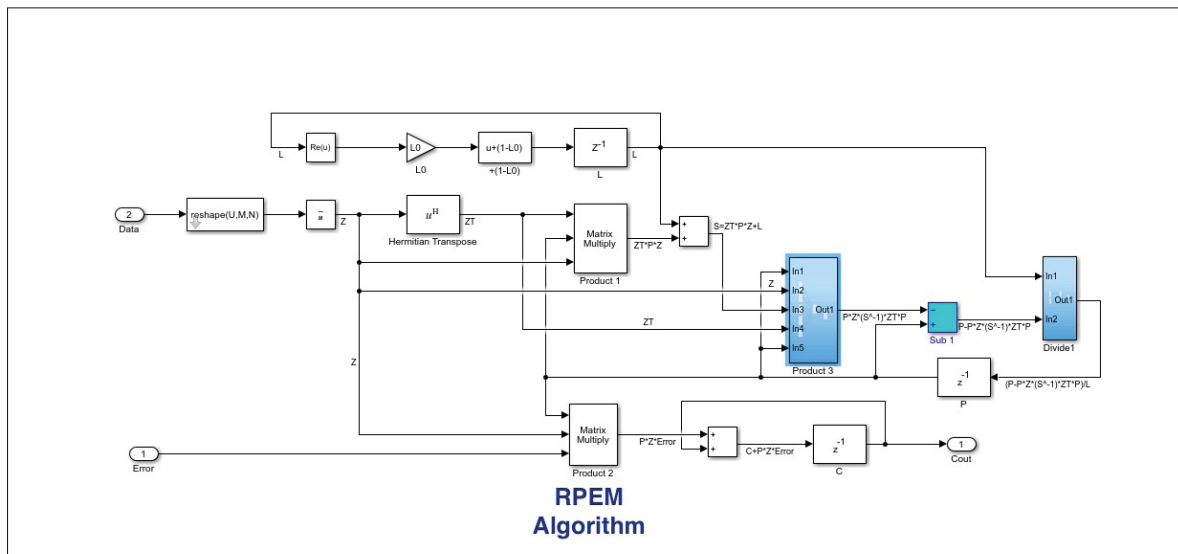 L
Re(u)
L0
L0
u+(1-L0)
+(1-L0)
Z-1
L
L
2
Data
reshape(U,M,N)
u
Z
uH
Hermitian Transpose
ZT
Matrix
Multiply
Product 1
ZT*P*Z
+
+
S=ZT*P*Z+L
Z
ZT
In1
In2
In3
In4
In5
Out1
Product 3
P*Z*(S^-1)*ZT*P
−
+
Sub 1
P-P*Z*(S^-1)*ZT*P
In1
In2
Out1
Divide1
(P-P*Z*(S^-1)*ZT*P)/L
-1
z
P
Z
1
Error
Matrix
Multiply
Product 2
P*Z*Error
+
+
C+P*Z*Error
-1
z
C
1
Cout
RPEM
Algorithm